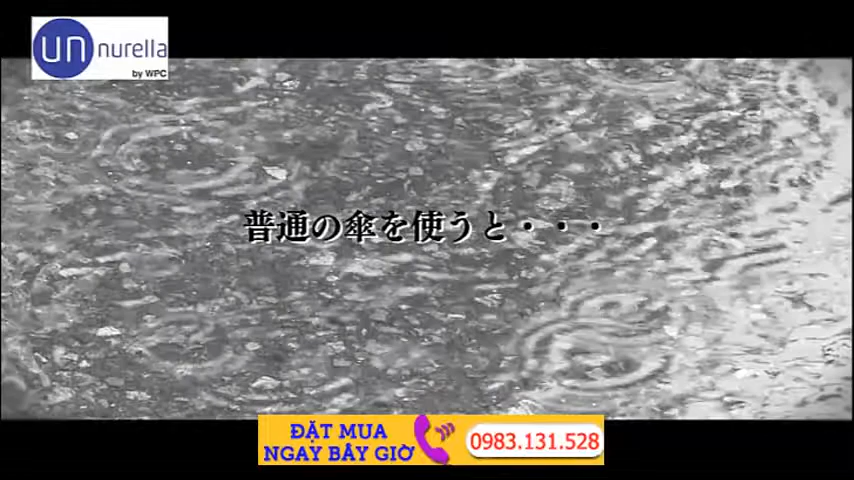 un nurella
by WPC
普通の傘を使うと・・・
ĐẶT MUA
NGAY BÂY GIỜ
0983.131.528